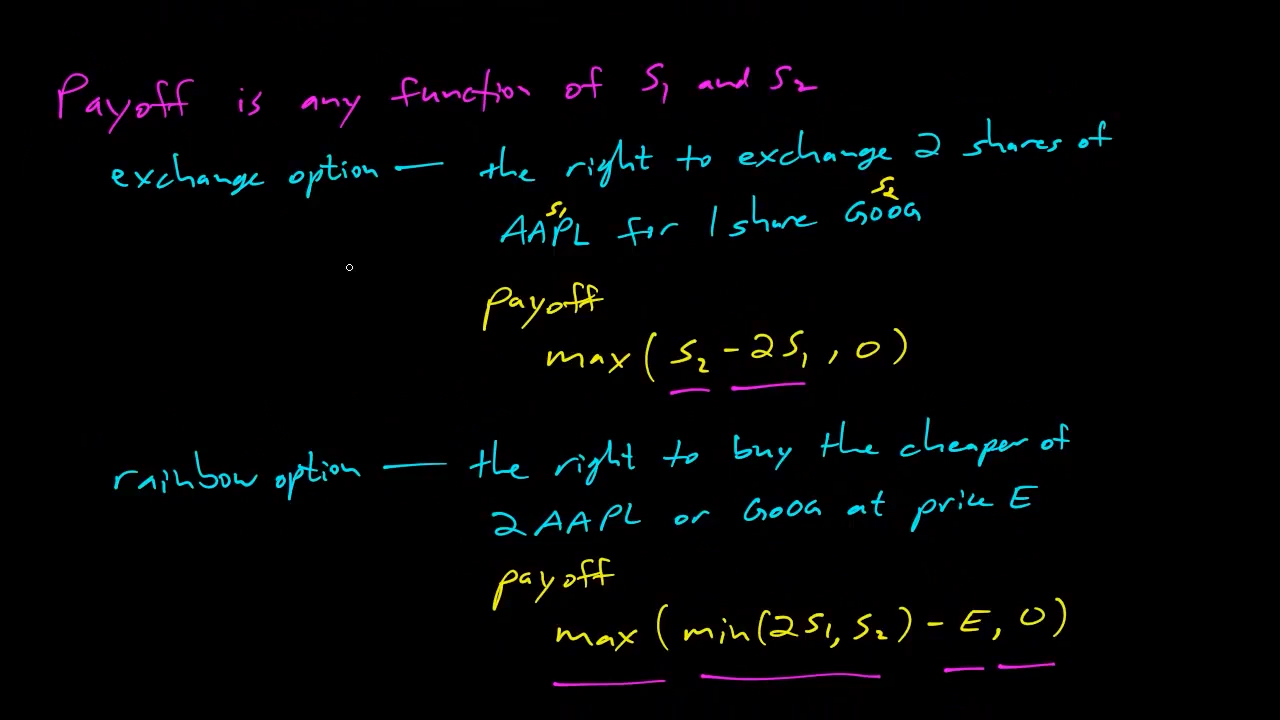 Payoff is any function of S₁ and S₂
exchange option — the right to exchange 2 shares of
S₁ S₂
AAPL for 1 share GOOG
payoff
max( S₂ - 2S₁ , 0 )
rainbow option — the right to buy the cheaper of
2 AAPL or GOOG at price E
payoff
max ( min(2S₁, S₂) - E, 0 )